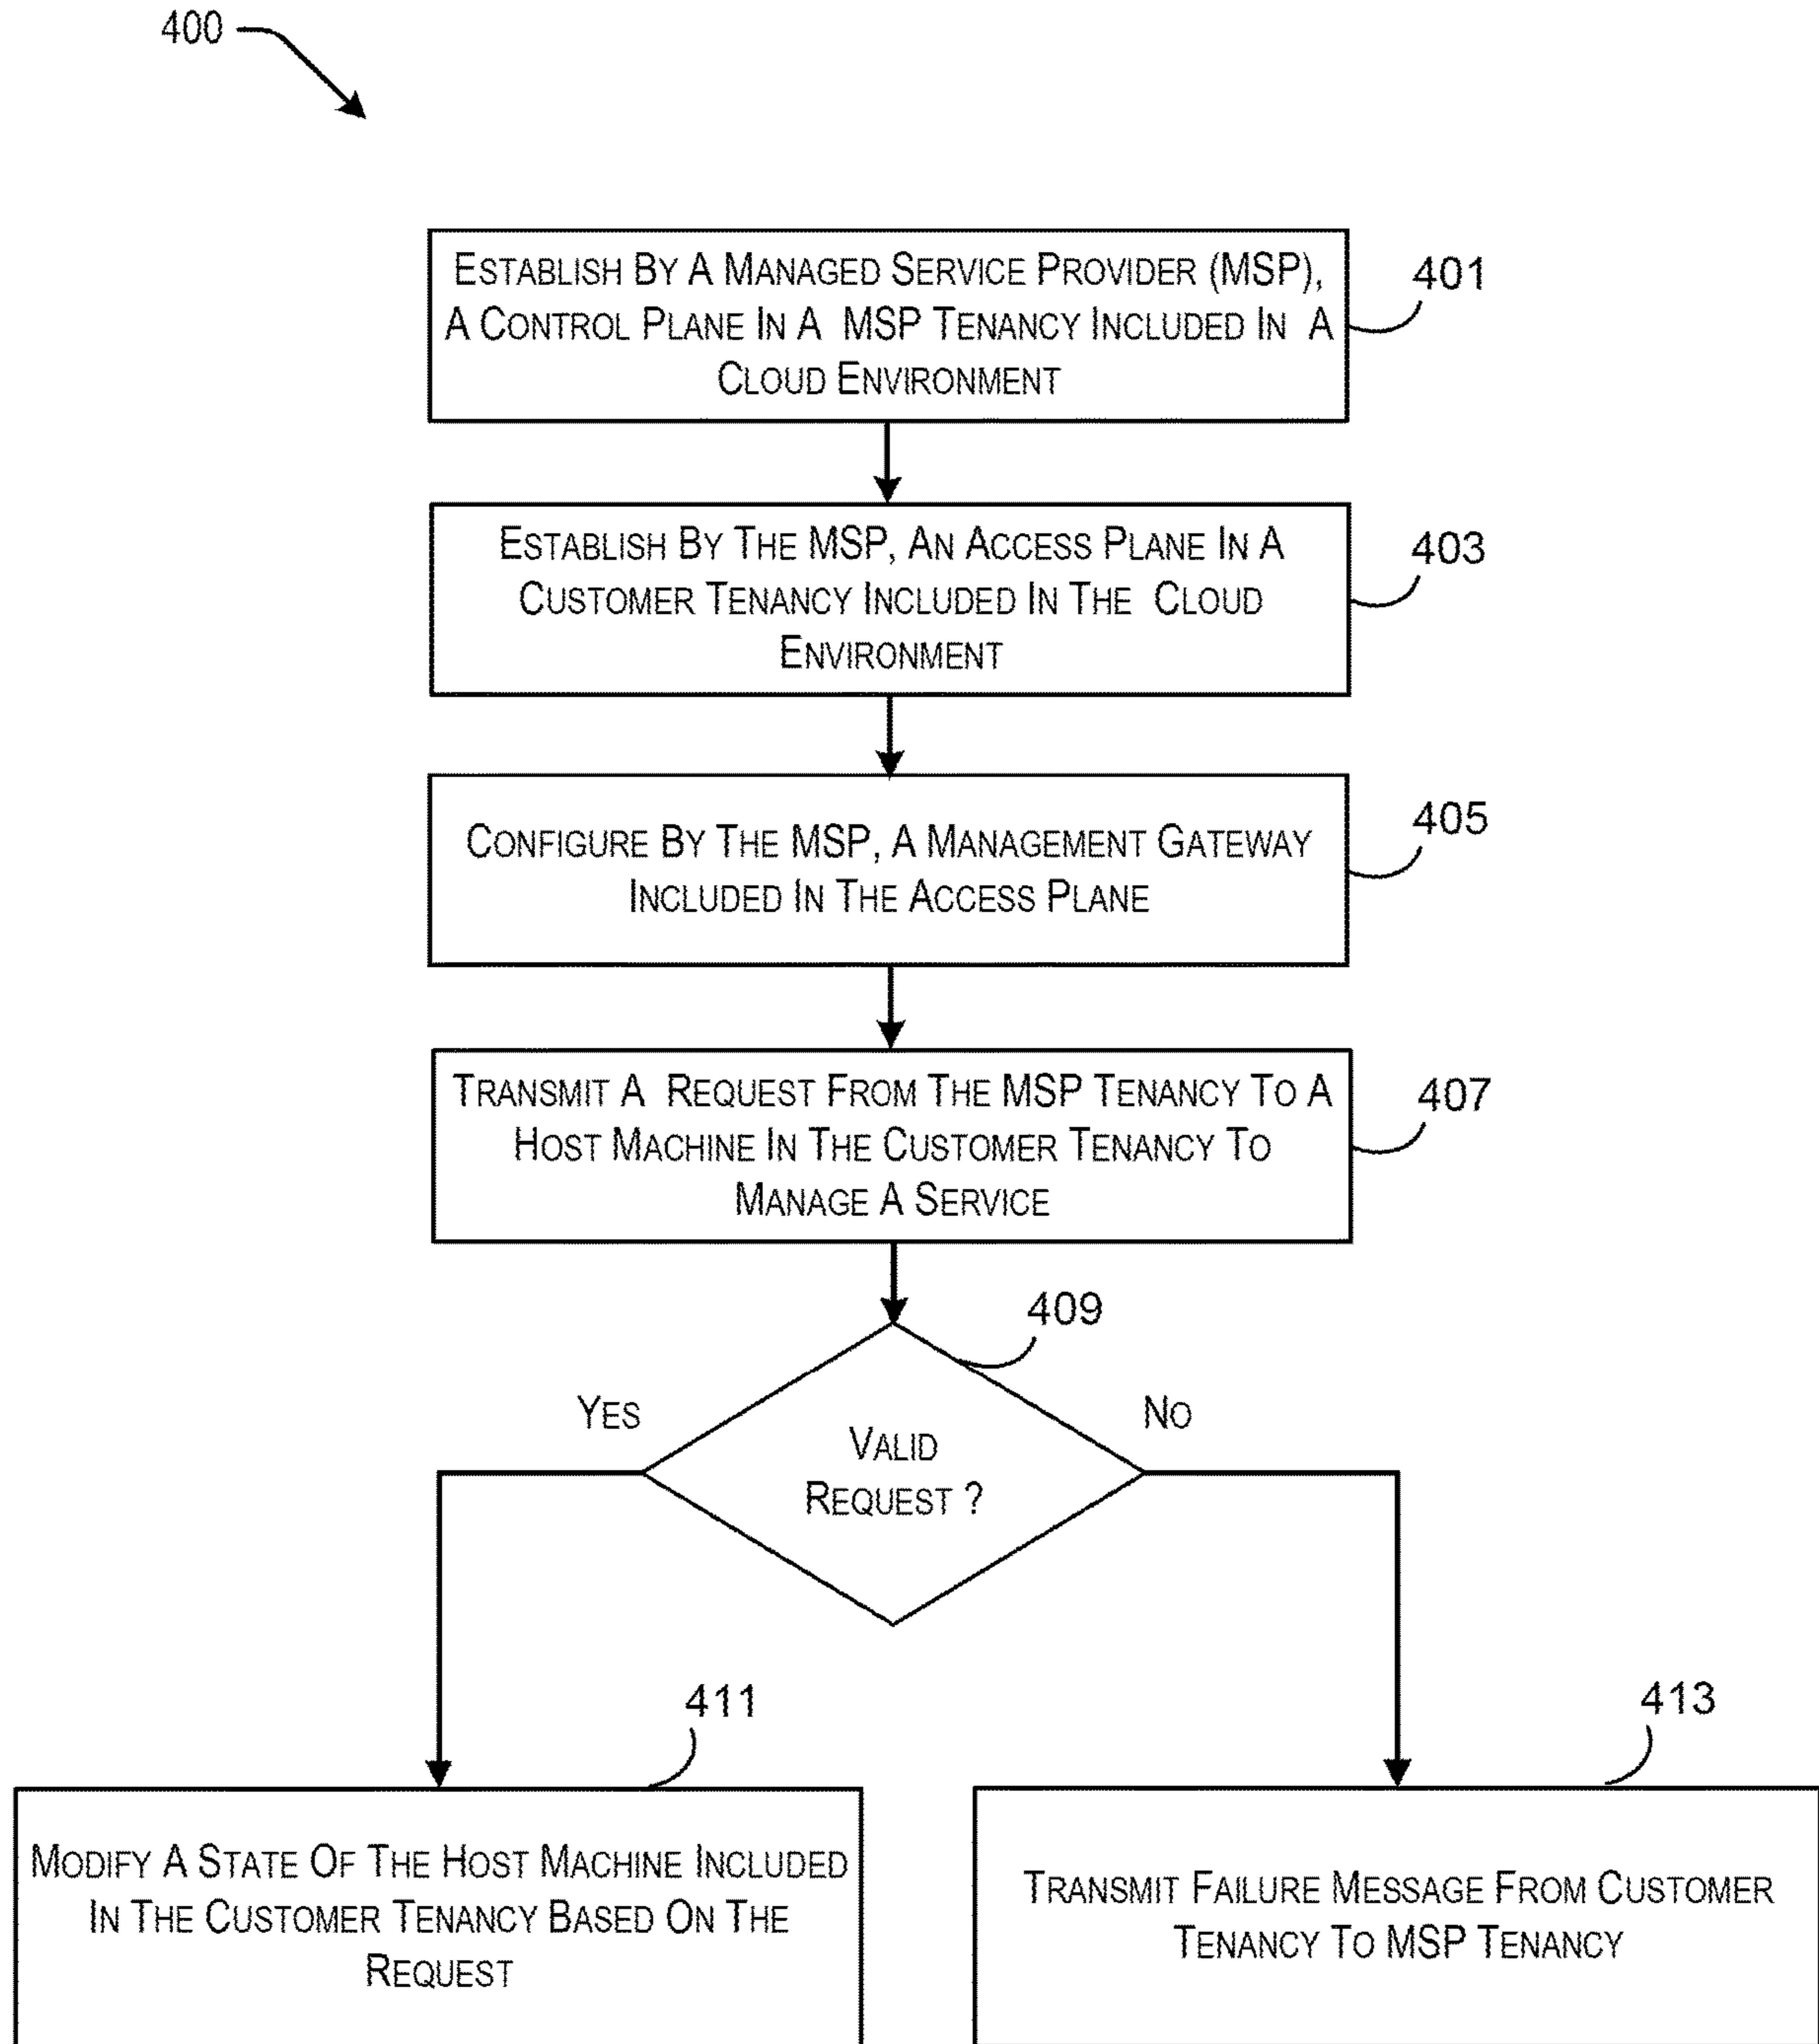 400
ESTABLISH BY A MANAGED SERVICE PROVIDER (MSP),
A CONTROL PLANE IN A MSP TENANCY INCLUDED IN A
CLOUD ENVIRONMENT
401
ESTABLISH BY THE MSP, AN ACCESS PLANE IN A
CUSTOMER TENANCY INCLUDED IN THE CLOUD
ENVIRONMENT
403
CONFIGURE BY THE MSP, A MANAGEMENT GATEWAY
INCLUDED IN THE ACCESS PLANE
405
TRANSMIT A REQUEST FROM THE MSP TENANCY TO A
HOST MACHINE IN THE CUSTOMER TENANCY TO
MANAGE A SERVICE
407
409
YES
NO
VALID
REQUEST ?
411
MODIFY A STATE OF THE HOST MACHINE INCLUDED
IN THE CUSTOMER TENANCY BASED ON THE
REQUEST
413
TRANSMIT FAILURE MESSAGE FROM CUSTOMER
TENANCY TO MSP TENANCY